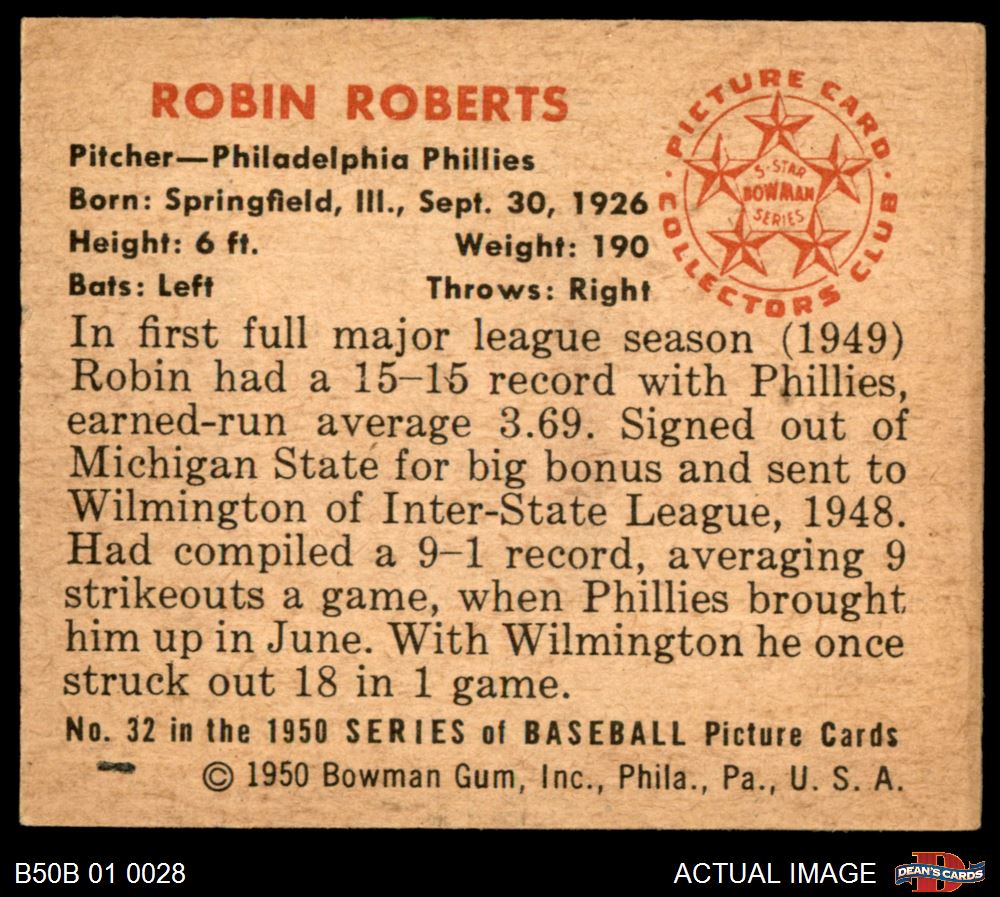 ROBIN ROBERTS
Pitcher—Philadelphia Phillies
Born: Springfield, Ill., Sept. 30, 1926
Height: 6 ft. Weight: 190
Bats: Left Throws: Right
PICTURE CARD
COLLECTORS CLUB
5-STAR
BOWMAN
SERIES
In first full major league season (1949)
Robin had a 15–15 record with Phillies,
earned-run average 3.69. Signed out of
Michigan State for big bonus and sent to
Wilmington of Inter-State League, 1948.
Had compiled a 9–1 record, averaging 9
strikeouts a game, when Phillies brought
him up in June. With Wilmington he once
struck out 18 in 1 game.
No. 32 in the 1950 SERIES of BASEBALL Picture Cards
© 1950 Bowman Gum, Inc., Phila., Pa., U. S. A.
B50B 01 0028
ACTUAL IMAGE
D
DEAN'S CARDS